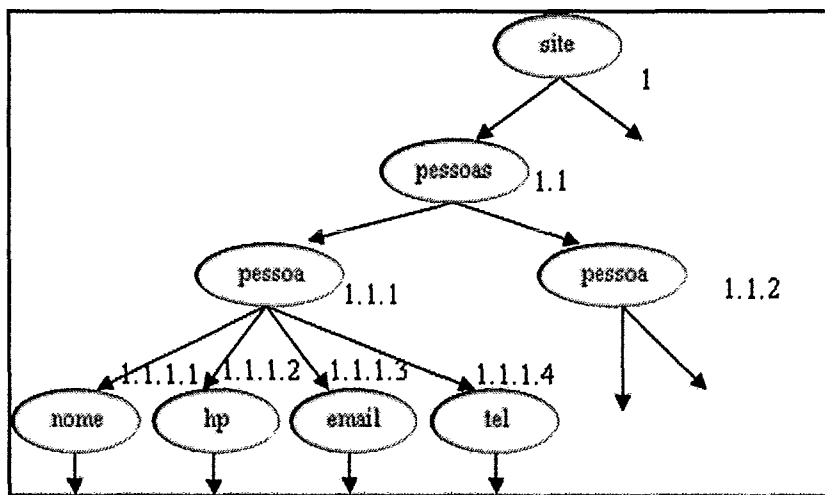 site
1
pessoas
1.1
pessoa
1.1.1
pessoa
1.1.2
1.1.1.1
1.1.1.2
1.1.1.3
1.1.1.4
nome
hp
email
tel